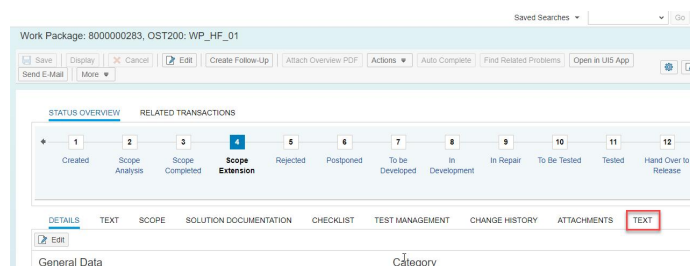 Saved Searches Go
Work Package: 8000000283, OST200: WP_HF_01
Save Display Cancel Edit Create Follow-Up Attach Overview PDF Actions Auto Complete Find Related Problems Open in UI5 App
Send E-Mail More
STATUS OVERVIEW RELATED TRANSACTIONS
1 2 3 4 5 6 7 8 9 10 11 12
Created Scope Scope Scope Rejected Postponed To be In In Repair To Be Tested Tested Hand Over to
Analysis Completed Extension Developed Development Release
DETAILS TEXT SCOPE SOLUTION DOCUMENTATION CHECKLIST TEST MANAGEMENT CHANGE HISTORY ATTACHMENTS TEXT
Edit
General Data Category